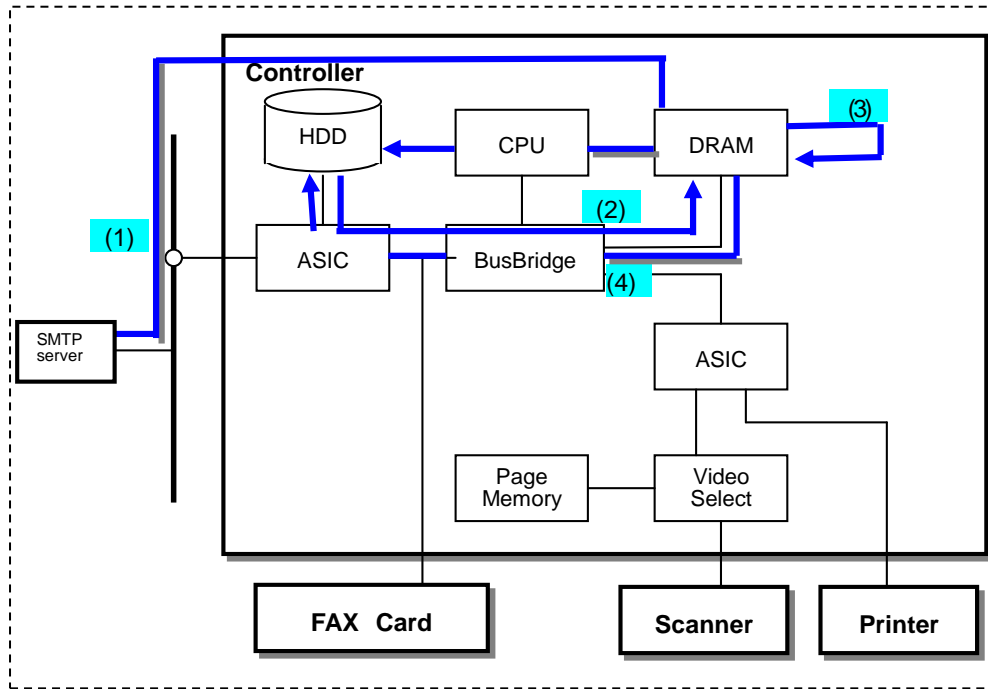 Controller
HDD
CPU
DRAM
(3)
(1)
(2)
ASIC
BusBridge
(4)
SMTP
server
ASIC
Page
Memory
Video
Select
FAX Card
Scanner
Printer